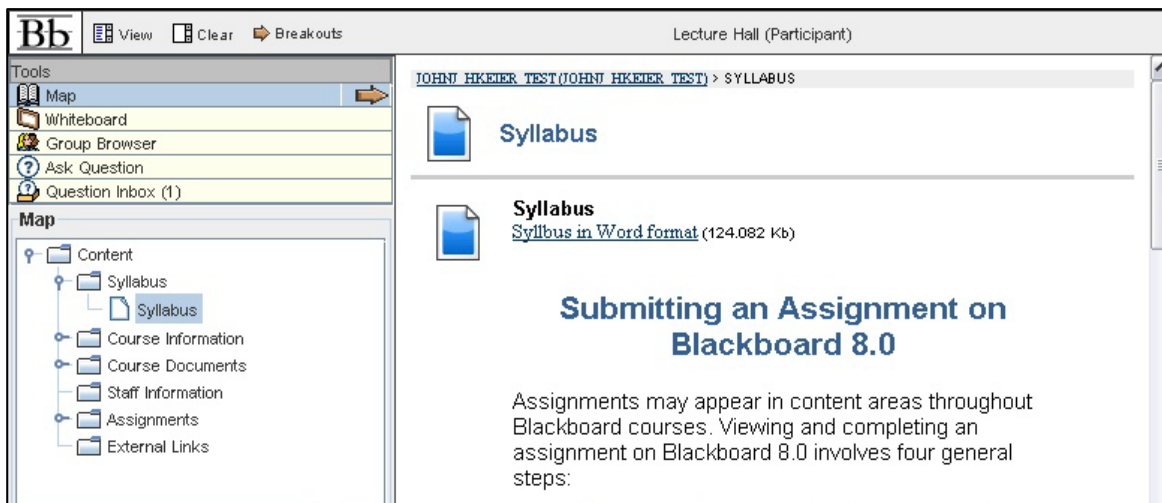 Bb View Clear Breakouts Lecture Hall (Participant)
Tools
Map
Whiteboard
Group Browser
Ask Question
Question Inbox (1)
Map
Content
Syllabus
Syllabus
Course Information
Course Documents
Staff Information
Assignments
External Links
JOHNJ_HKEIER_TEST (JOHNJ_HKEIER_TEST) > SYLLABUS
Syllabus
Syllabus
Syllbus in Word format (124.082 Kb)
Submitting an Assignment on
Blackboard 8.0
Assignments may appear in content areas throughout
Blackboard courses. Viewing and completing an
assignment on Blackboard 8.0 involves four general
steps: